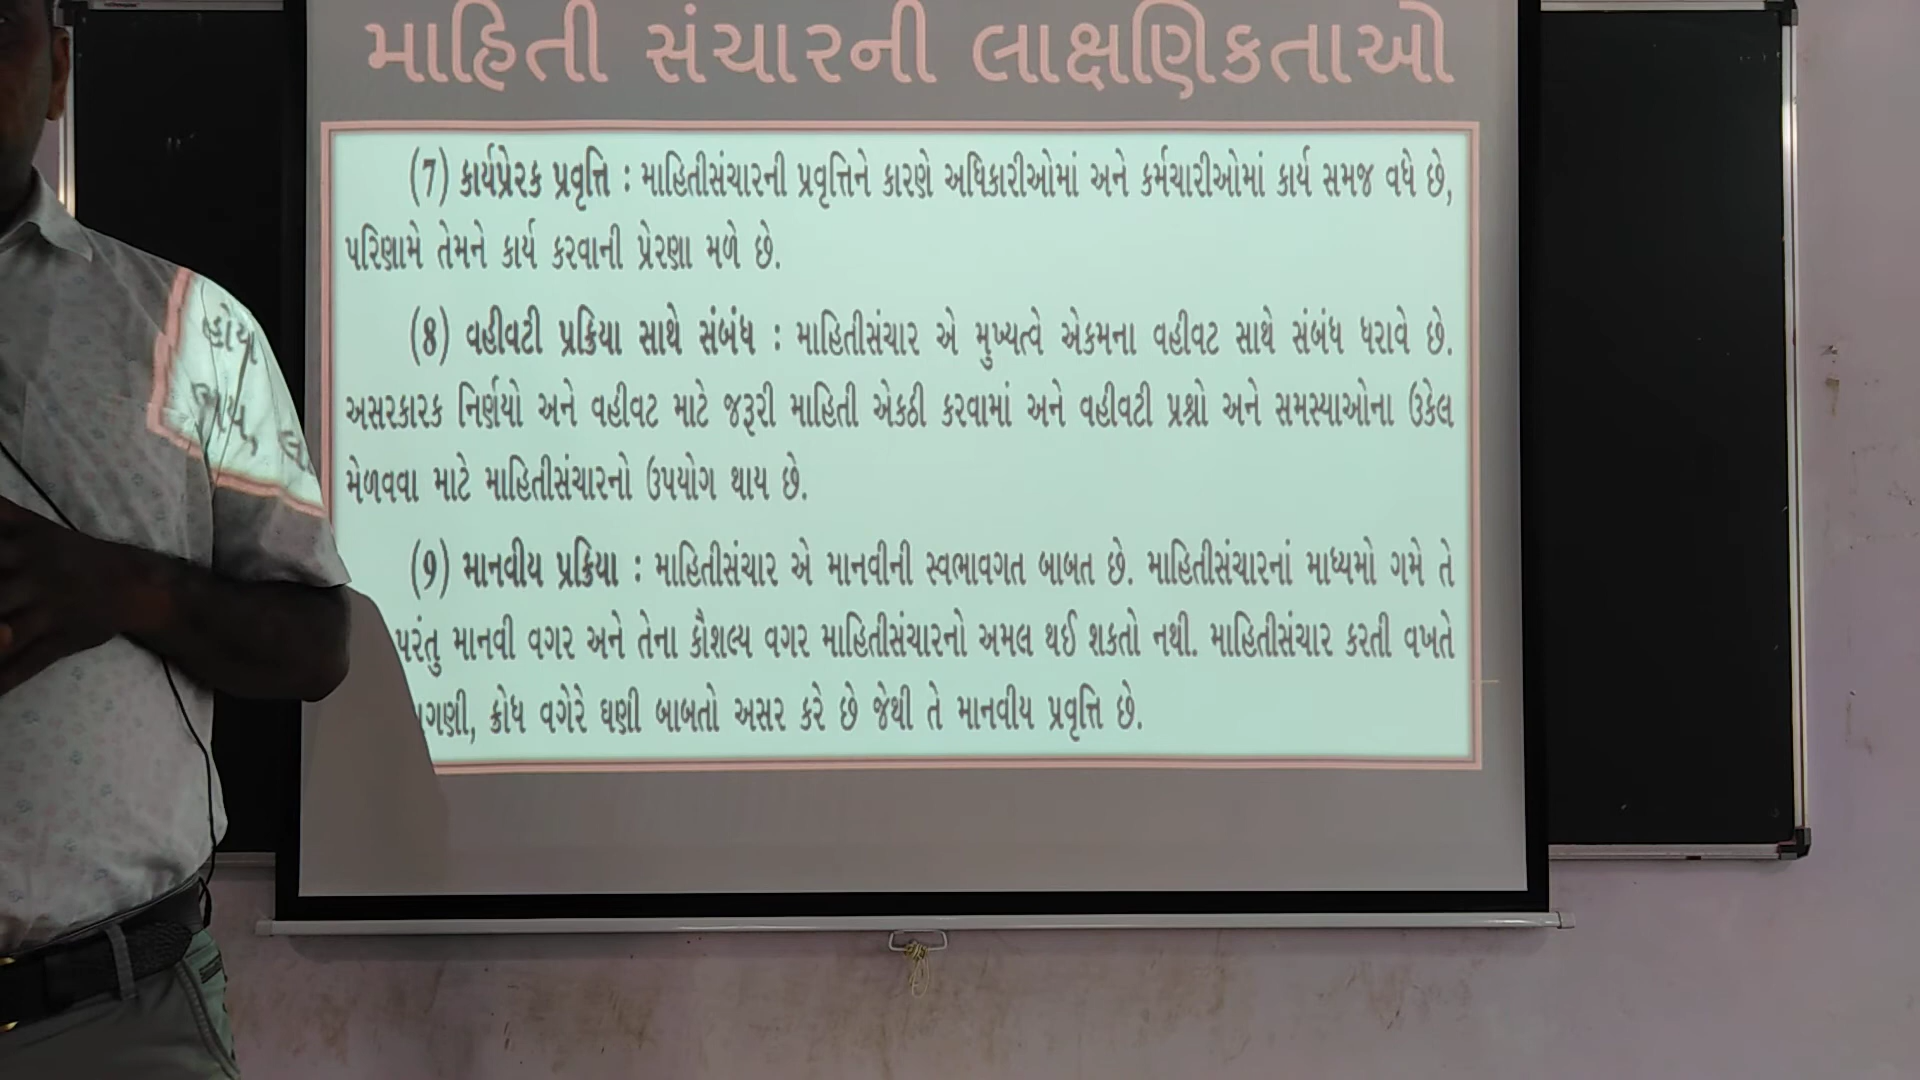 માહિતી સંચારની લાક્ષણિકતાઓ
(7) કાર્યપ્રેરક પ્રવૃત્તિ : માહિતીસંચારની પ્રવૃત્તિને કારણે અધિકારીઓમાં અને કર્મચારીઓમાં કાર્ય સમજ વધે છે,
પરિણામે તેમને કાર્ય કરવાની પ્રેરણા મળે છે.
(8) વહીવટી પ્રક્રિયા સાથે સંબંધ : માહિતીસંચાર એ મુખ્યત્વે એકમના વહીવટ સાથે સંબંધ ધરાવે છે.
અસરકારક નિર્ણયો અને વહીવટ માટે જરૂરી માહિતી એકઠી કરવામાં અને વહીવટી પ્રશ્નો અને સમસ્યાઓના ઉકેલ
મેળવવા માટે માહિતીસંચારનો ઉપયોગ થાય છે.
(9) માનવીય પ્રક્રિયા : માહિતીસંચાર એ માનવીની સ્વભાવગત બાબત છે. માહિતીસંચારનાં માધ્યમો ગમે તે
હોય પરંતુ માનવી વગર અને તેના કૌશલ્ય વગર માહિતીસંચારનો અમલ થઈ શકતો નથી. માહિતીસંચાર કરતી વખતે
ક્રોધ વગેરે ઘણી બાબતો અસર કરે છે જેથી તે માનવીય પ્રવૃત્તિ છે.